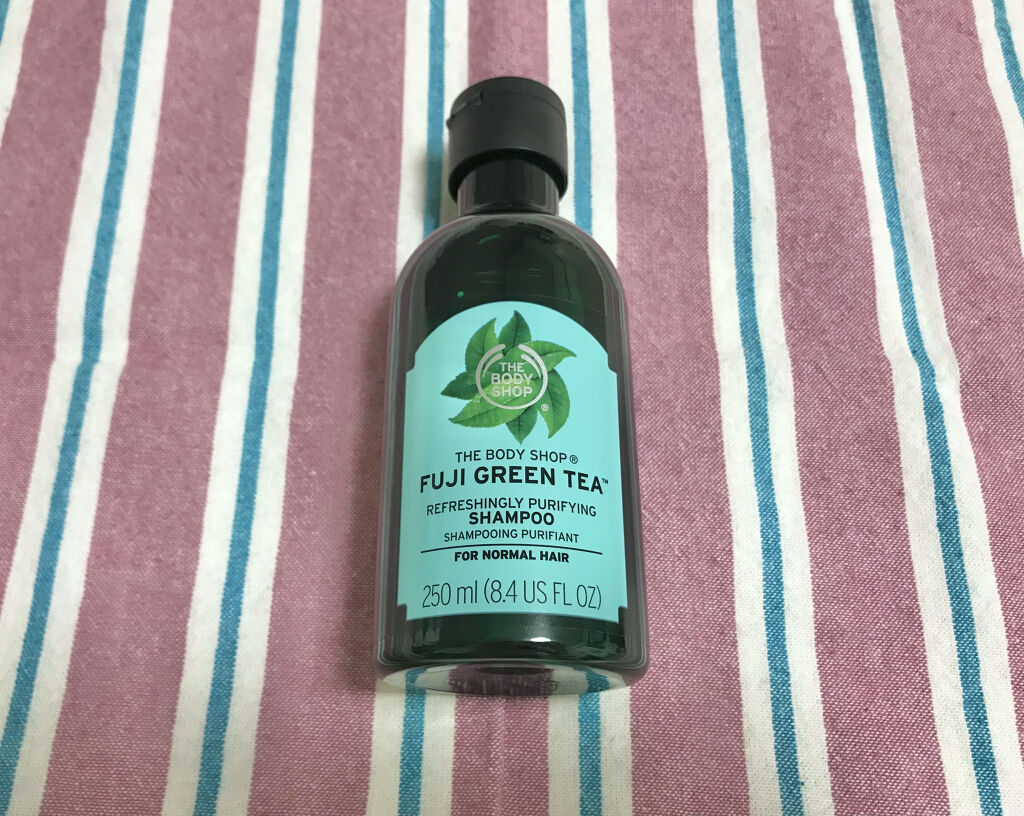 THE
BODY
SHOP
®
THE BODY SHOP®
FUJI GREEN TEA™
REFRESHINGLY PURIFYING
SHAMPOO
SHAMPOOING PURIFIANT
FOR NORMAL HAIR
250 ml (8.4 US FL OZ)